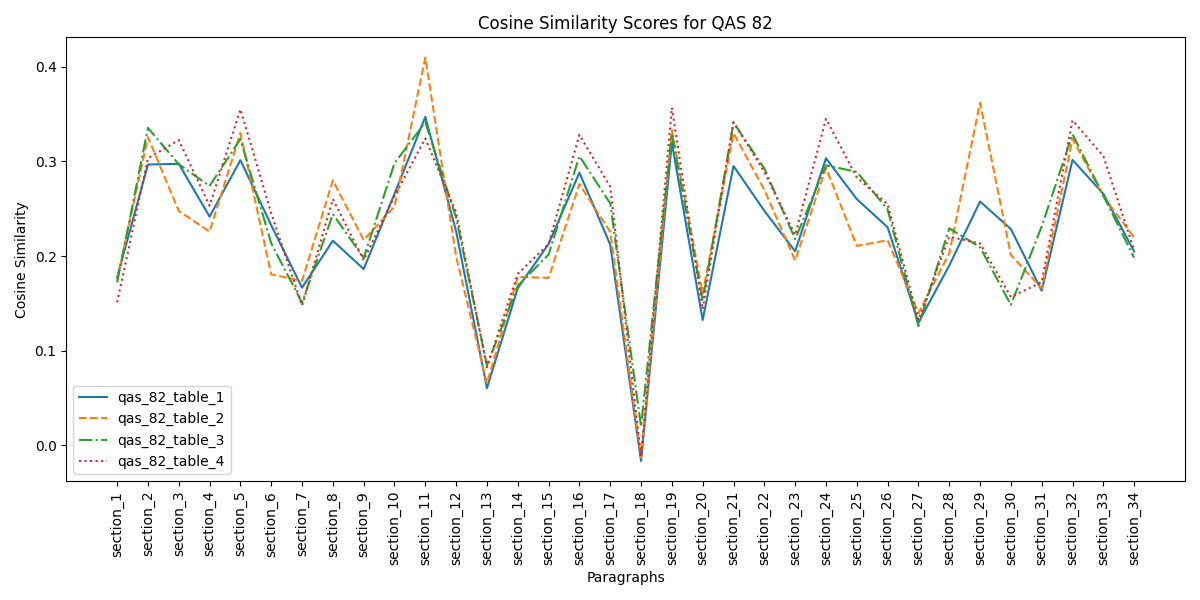 Cosine Similarity Scores for QAS 82
Cosine Similarity
0.4
0.3
0.2
0.1
0.0
qas_82_table_1
qas_82_table_2
qas_82_table_3
qas_82_table_4
section_1
section_2
section_3
section_4
section_5
section_6
section_7
section_8
section_9
section_10
section_11
section_12
section_13
section_14
section_15
section_16
section_17
section_18
section_19
section_20
section_21
section_22
section_23
section_24
section_25
section_26
section_27
section_28
section_29
section_30
section_31
section_32
section_33
section_34
Paragraphs